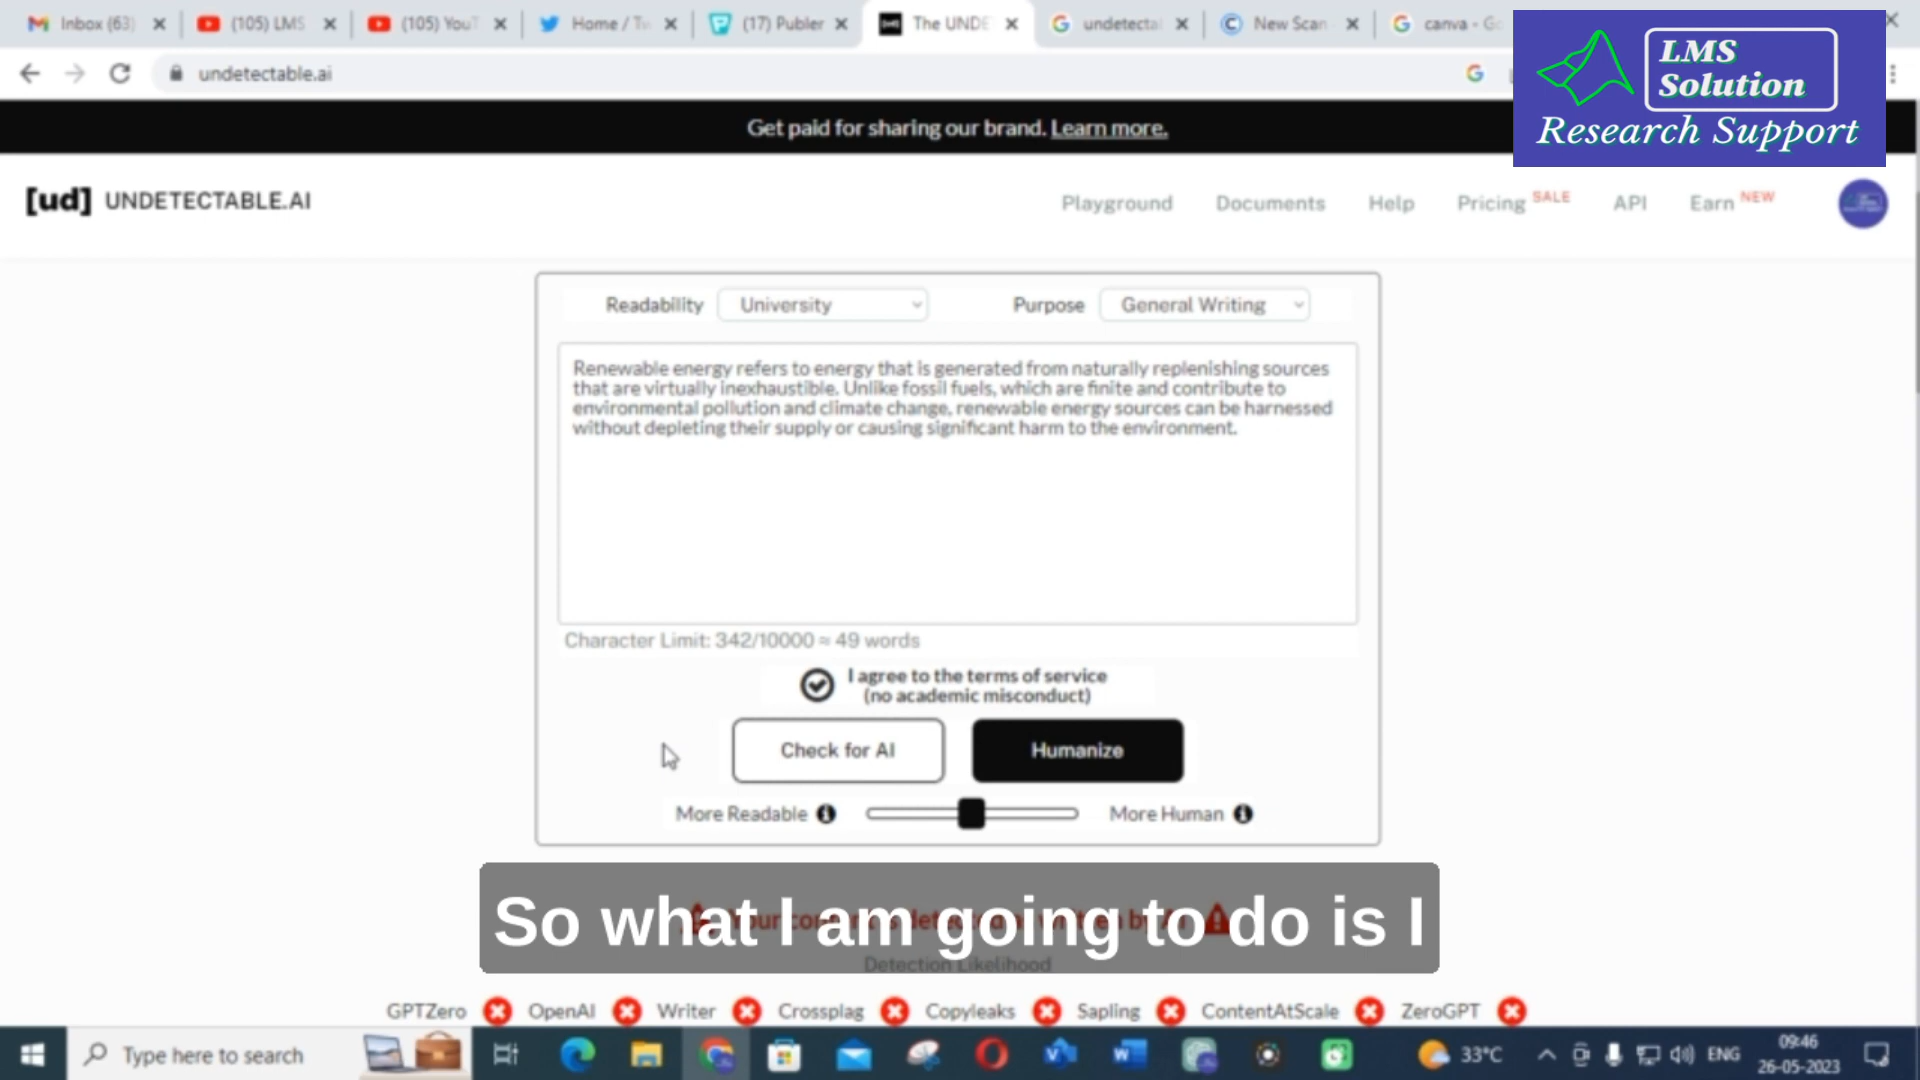 Inbox (63)
(105) LMS
(105) YouT
Home / Tw
(17) Publer
The UNDE
undetecta
New Scan
canva - Go
undetectable.ai
LMS
Solution
Research Support
Get paid for sharing our brand. Learn more.
[ud] UNDETECTABLE.AI
Playground
Documents
Help
Pricing SALE
API
Earn NEW
Readability
University
Purpose
General Writing
Renewable energy refers to energy that is generated from naturally replenishing sources
that are virtually inexhaustible. Unlike fossil fuels, which are finite and contribute to
environmental pollution and climate change, renewable energy sources can be harnessed
without depleting their supply or causing significant harm to the environment.
Character Limit: 342/10000 ≈ 49 words
I agree to the terms of service
(no academic misconduct)
Check for AI
Humanize
More Readable
More Human
So what I am going to do is I
Detection Likelihood
GPTZero
OpenAI
Writer
Crossplag
Copyleaks
Sapling
ContentAtScale
ZeroGPT
Type here to search
33°C
ENG
09:46
26-05-2023